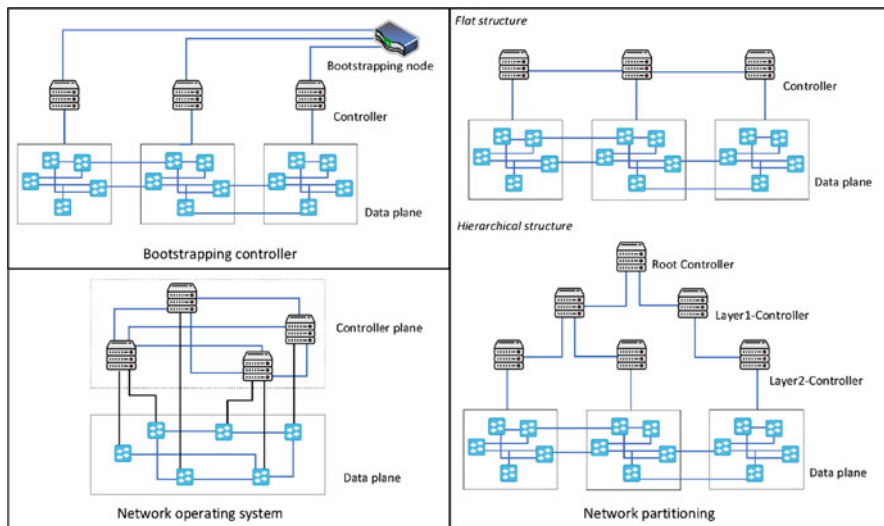 Bootstrapping node
Controller
Data plane
Bootstrapping controller
Controller plane
Data plane
Network operating system
Flat structure
Controller
Data plane
Hierarchical structure
Root Controller
Layer1-Controller
Layer2-Controller
Data plane
Network partitioning